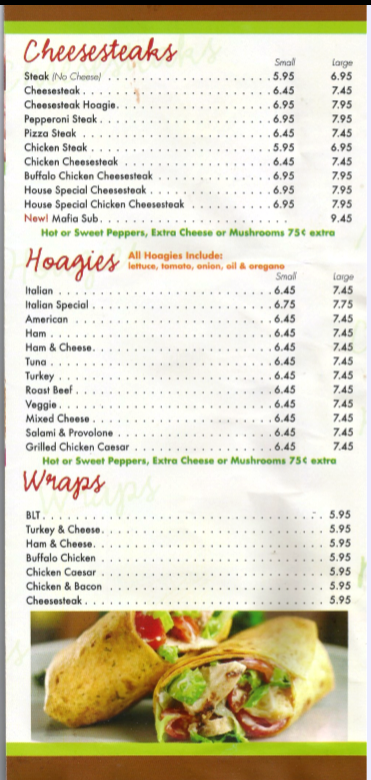 Cheesesteaks
Small Large
Steak (No Cheese) . . . . . . . . . . . . . . . . . . . . . . 5.95 6.95
Cheesesteak . . . . . . . . . . . . . . . . . . . . . . . . 6.45 7.45
Cheesesteak Hoagie. . . . . . . . . . . . . . . . . . . . 6.95 7.95
Pepperoni Steak . . . . . . . . . . . . . . . . . . . . . . 6.95 7.95
Pizza Steak . . . . . . . . . . . . . . . . . . . . . . . . 6.45 7.45
Chicken Steak . . . . . . . . . . . . . . . . . . . . . . . 5.95 6.95
Chicken Cheesesteak . . . . . . . . . . . . . . . . . . . 6.45 7.45
Buffalo Chicken Cheesesteak . . . . . . . . . . . . . . . 6.95 7.95
House Special Cheesesteak . . . . . . . . . . . . . . . . 6.95 7.95
House Special Chicken Cheesesteak . . . . . . . . . . . 6.95 7.95
New! Mafia Sub. . . . . . . . . . . . . . . . . . . . . 9.45
Hot or Sweet Peppers, Extra Cheese or Mushrooms 75¢ extra
Hoagies All Hoagies Include:
lettuce, tomato, onion, oil & oregano
Small Large
Italian . . . . . . . . . . . . . . . . . . . . . . . . . . 6.45 7.45
Italian Special . . . . . . . . . . . . . . . . . . . . . . 6.75 7.75
American . . . . . . . . . . . . . . . . . . . . . . . . . 6.45 7.45
Ham . . . . . . . . . . . . . . . . . . . . . . . . . . . 6.45 7.45
Ham & Cheese. . . . . . . . . . . . . . . . . . . . . . . 6.45 7.45
Tuna . . . . . . . . . . . . . . . . . . . . . . . . . . . 6.45 7.45
Turkey . . . . . . . . . . . . . . . . . . . . . . . . . . 6.45 7.45
Roast Beef . . . . . . . . . . . . . . . . . . . . . . . . 6.45 7.45
Veggie . . . . . . . . . . . . . . . . . . . . . . . . . . 6.45 7.45
Mixed Cheese . . . . . . . . . . . . . . . . . . . . . . . 6.45 7.45
Salami & Provolone . . . . . . . . . . . . . . . . . . . . 6.45 7.45
Grilled Chicken Caesar . . . . . . . . . . . . . . . . . . 6.45 7.45
Hot or Sweet Peppers, Extra Cheese or Mushrooms 75¢ extra
Wraps
BLT . . . . . . . . . . . . . . . . . . . . . . . . . . . . 5.95
Turkey & Cheese. . . . . . . . . . . . . . . . . . . . . . 5.95
Ham & Cheese. . . . . . . . . . . . . . . . . . . . . . . 5.95
Buffalo Chicken . . . . . . . . . . . . . . . . . . . . . . 5.95
Chicken Caesar . . . . . . . . . . . . . . . . . . . . . . 5.95
Chicken & Bacon . . . . . . . . . . . . . . . . . . . . . 5.95
Cheesesteak . . . . . . . . . . . . . . . . . . . . . . . . 5.95